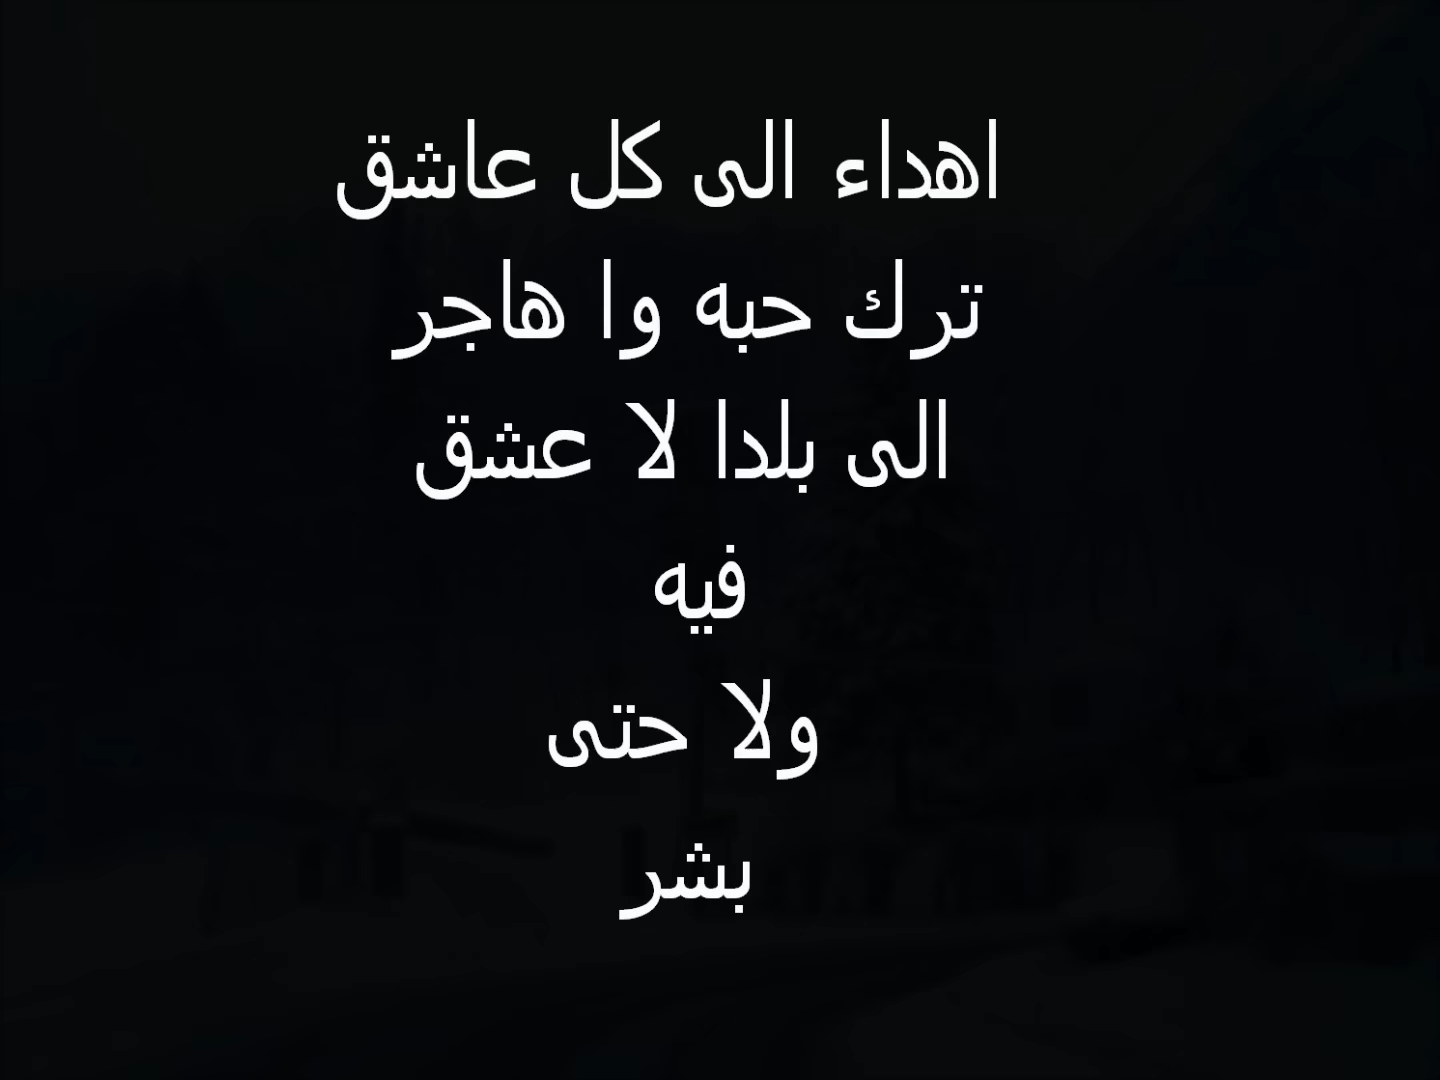 اهداء الى كل عاشق
ترك حبه وا هاجر
الى بلدا لا عشق
فيه
ولا حتى
بشر